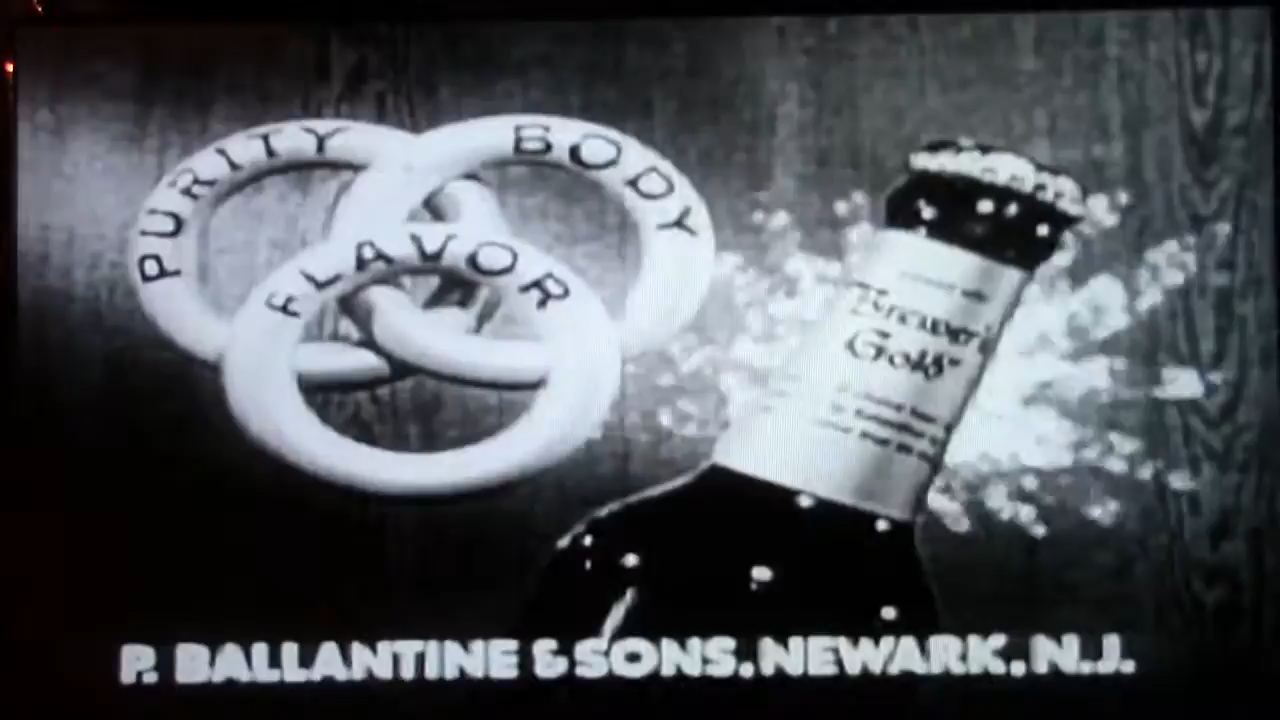 PURITY
BODY
FLAVOR
Brewer's
Gold
P. BALLANTINE & SONS, NEWARK, N.J.